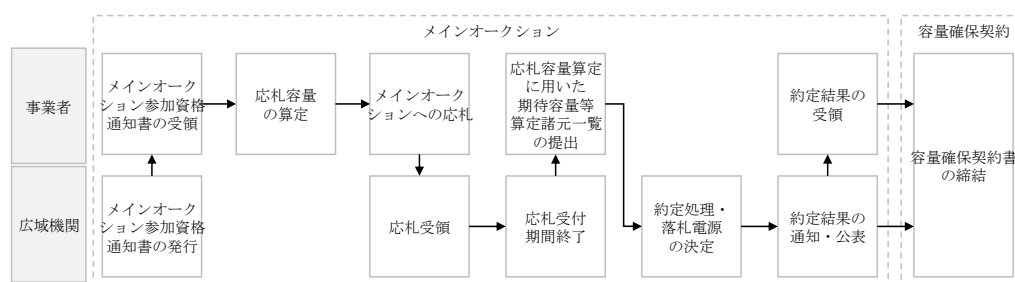 メインオークション
容量確保契約
事業者
メインオーク
ション参加資格
通知書の受領
応札容量
の算定
メインオーク
ションへの応札
応札容量算定
に用いた
期待容量等
算定諸元一覧
の提出
約定結果の
受領
容量確保契約書
の締結
広域機関
メインオーク
ション参加資格
通知書の発行
応札受領
応札受付
期間終了
約定処理・
落札電源
の決定
約定結果の
通知・公表